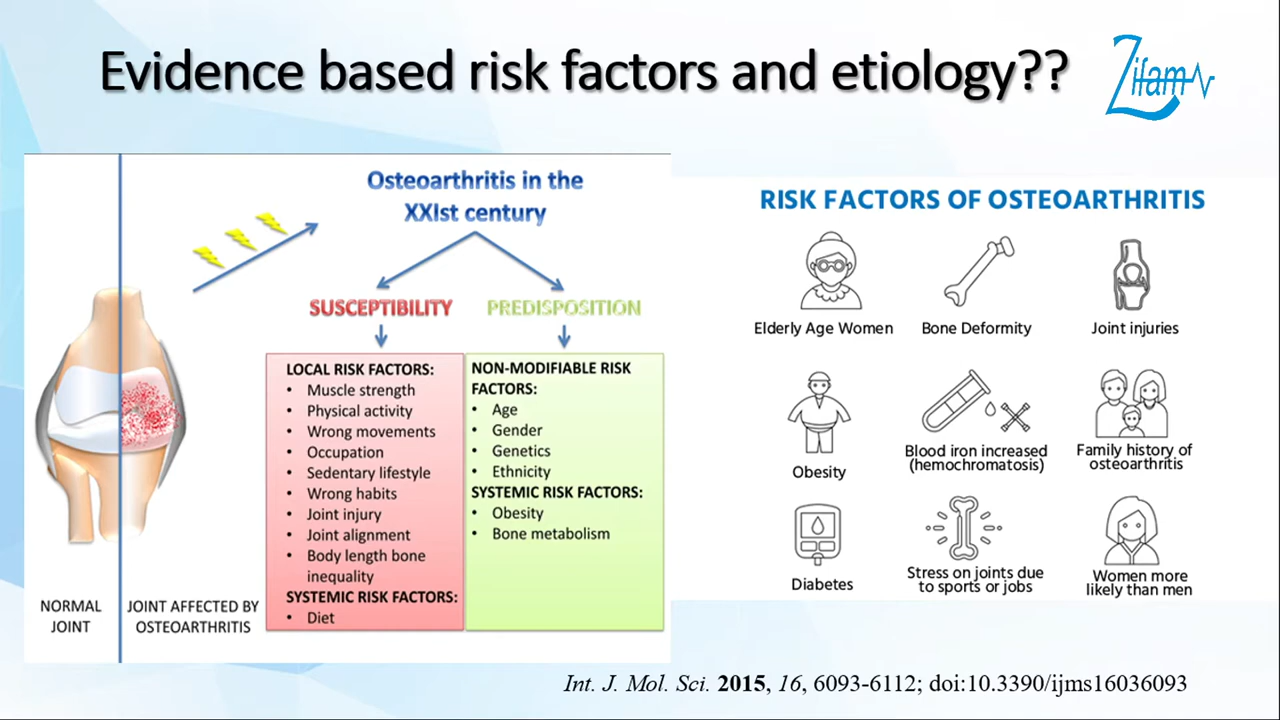 Evidence based risk factors and etiology??
Zifam
Osteoarthritis in the
XXIst century
SUSCEPTIBILITY
PREDISPOSITION
LOCAL RISK FACTORS:
• Muscle strength
• Physical activity
• Wrong movements
• Occupation
• Sedentary lifestyle
• Wrong habits
• Joint injury
• Joint alignment
• Body length bone
inequality
SYSTEMIC RISK FACTORS:
• Diet
NON-MODIFIABLE RISK
FACTORS:
• Age
• Gender
• Genetics
• Ethnicity
SYSTEMIC RISK FACTORS:
• Obesity
• Bone metabolism
NORMAL
JOINT
JOINT AFFECTED BY
OSTEOARTHRITIS
RISK FACTORS OF OSTEOARTHRITIS
Elderly Age Women
Bone Deformity
Joint injuries
Obesity
Blood iron increased
(hemochromatosis)
Family history of
osteoarthritis
Diabetes
Stress on joints due
to sports or jobs
Women more
likely than men
Int. J. Mol. Sci. 2015, 16, 6093-6112; doi:10.3390/ijms16036093